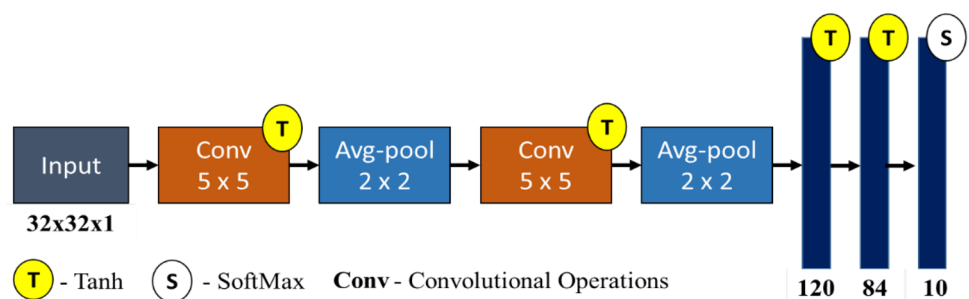 T T S
T T
Input
Conv
5 x 5
Avg-pool
2 x 2
Conv
5 x 5
Avg-pool
2 x 2
32x32x1
T - Tanh S - SoftMax Conv - Convolutional Operations
120 84 10